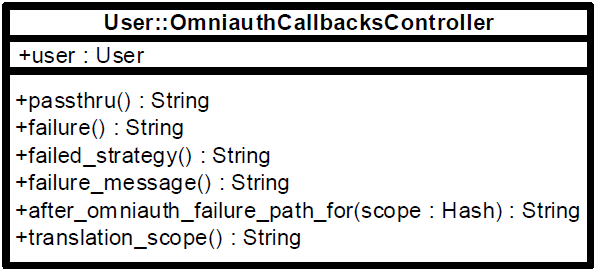 User::OmniauthCallbacksController
+user : User
+passthru() : String
+failure() : String
+failed_strategy() : String
+failure_message() : String
+after_omniauth_failure_path_for(scope : Hash) : String
+translation_scope() : String